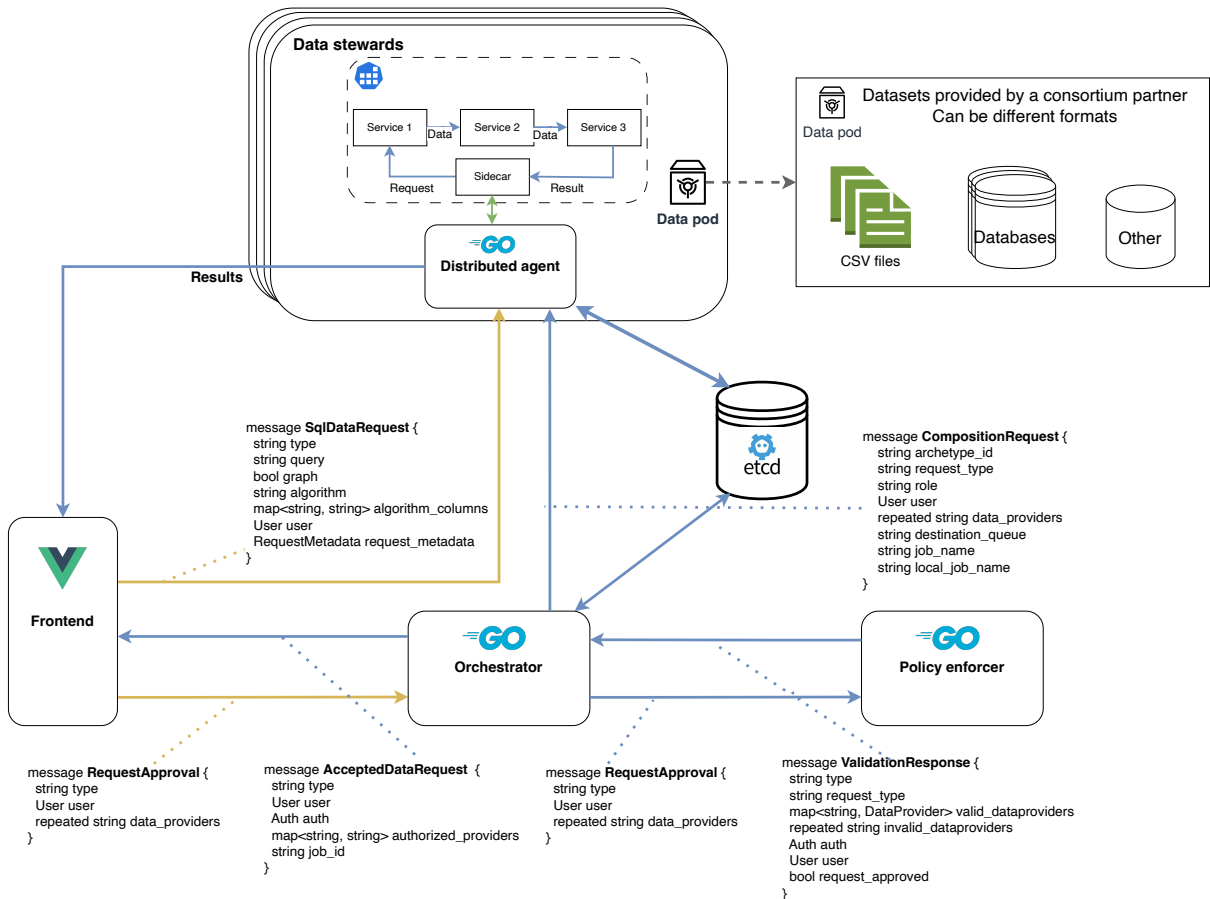 Data stewards
Service 1
Data
Service 2
Data
Service 3
Request
Sidecar
Result
Data pod
GO
Distributed agent
Results
Data pod
Datasets provided by a consortium partner
Can be different formats
CSV files
Databases
Other
etcd
message SqlDataRequest {
string type
string query
bool graph
string algorithm
map<string, string> algorithm_columns
User user
RequestMetadata request_metadata
}
message CompositionRequest {
string archetype_id
string request_type
string role
User user
repeated string data_providers
string destination_queue
string job_name
string local_job_name
}
Frontend
GO
Orchestrator
GO
Policy enforcer
message RequestApproval {
string type
User user
repeated string data_providers
}
message AcceptedDataRequest {
string type
User user
Auth auth
map<string, string> authorized_providers
string job_id
}
message RequestApproval {
string type
User user
repeated string data_providers
}
message ValidationResponse {
string type
string request_type
map<string, DataProvider> valid_dataproviders
repeated string invalid_dataproviders
Auth auth
User user
bool request_approved
}